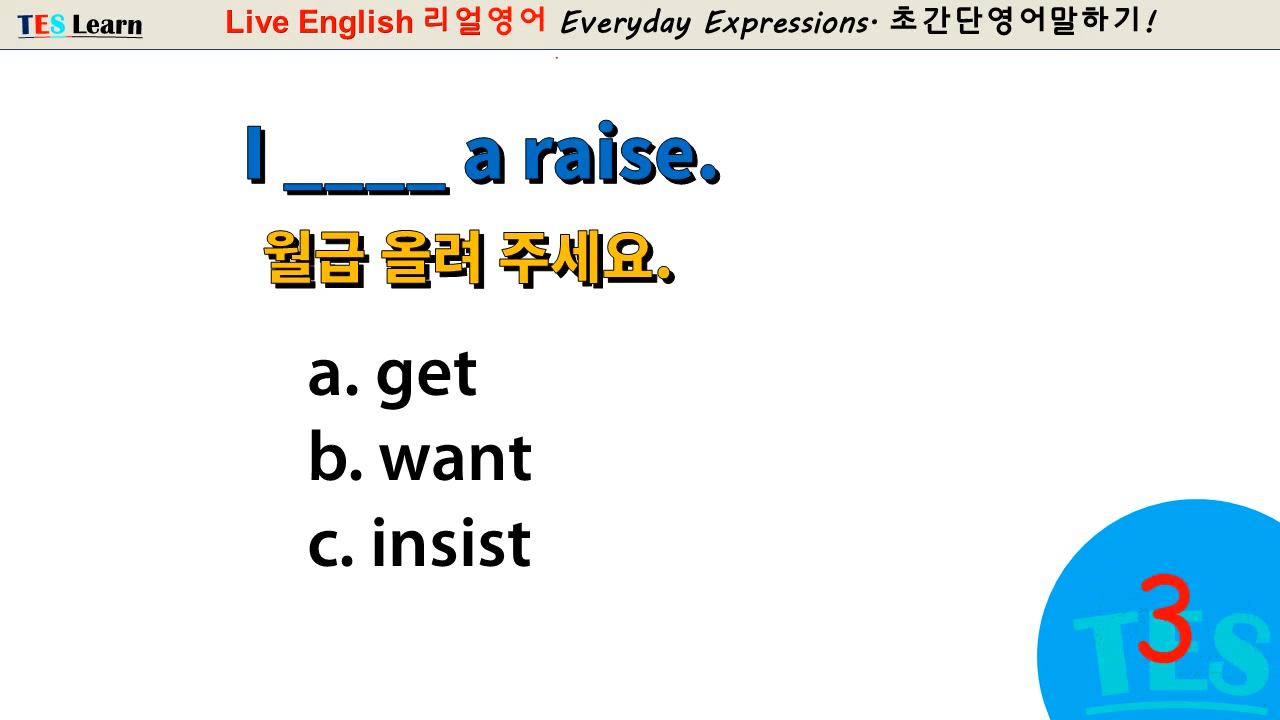 TES Learn
Live English 리얼영어 Everyday Expressions· 초간단영어말하기!
I ____ a raise.
월급 올려 주세요.
a. get
b. want
c. insist
3
TES